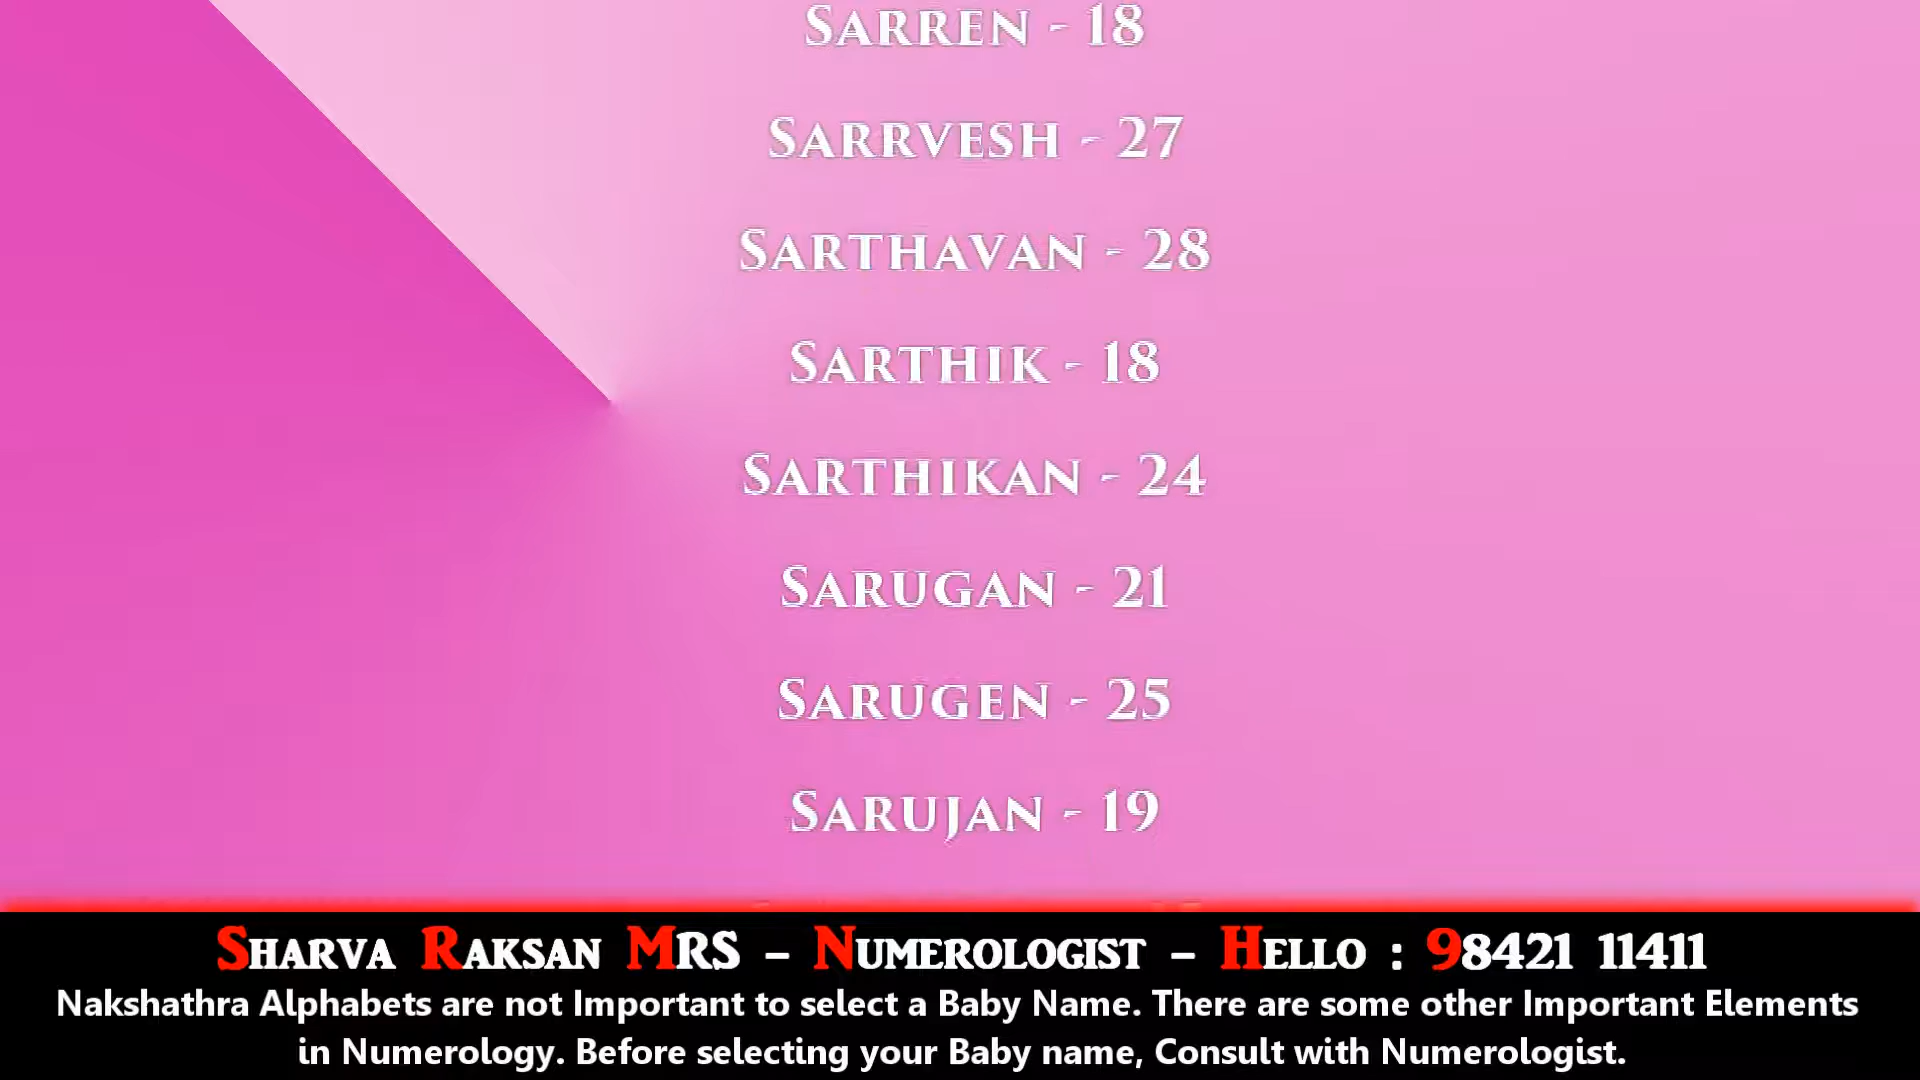 Sarren - 18
Sarrvesh - 27
Sarthavan - 28
Sarthik - 18
Sarthikan - 24
Sarugan - 21
Sarugen - 25
Sarujan - 19
Sharva Raksan Mrs – Numerologist – Hello : 98421 11411
Nakshathra Alphabets are not Important to select a Baby Name. There are some other Important Elements
in Numerology. Before selecting your Baby name, Consult with Numerologist.